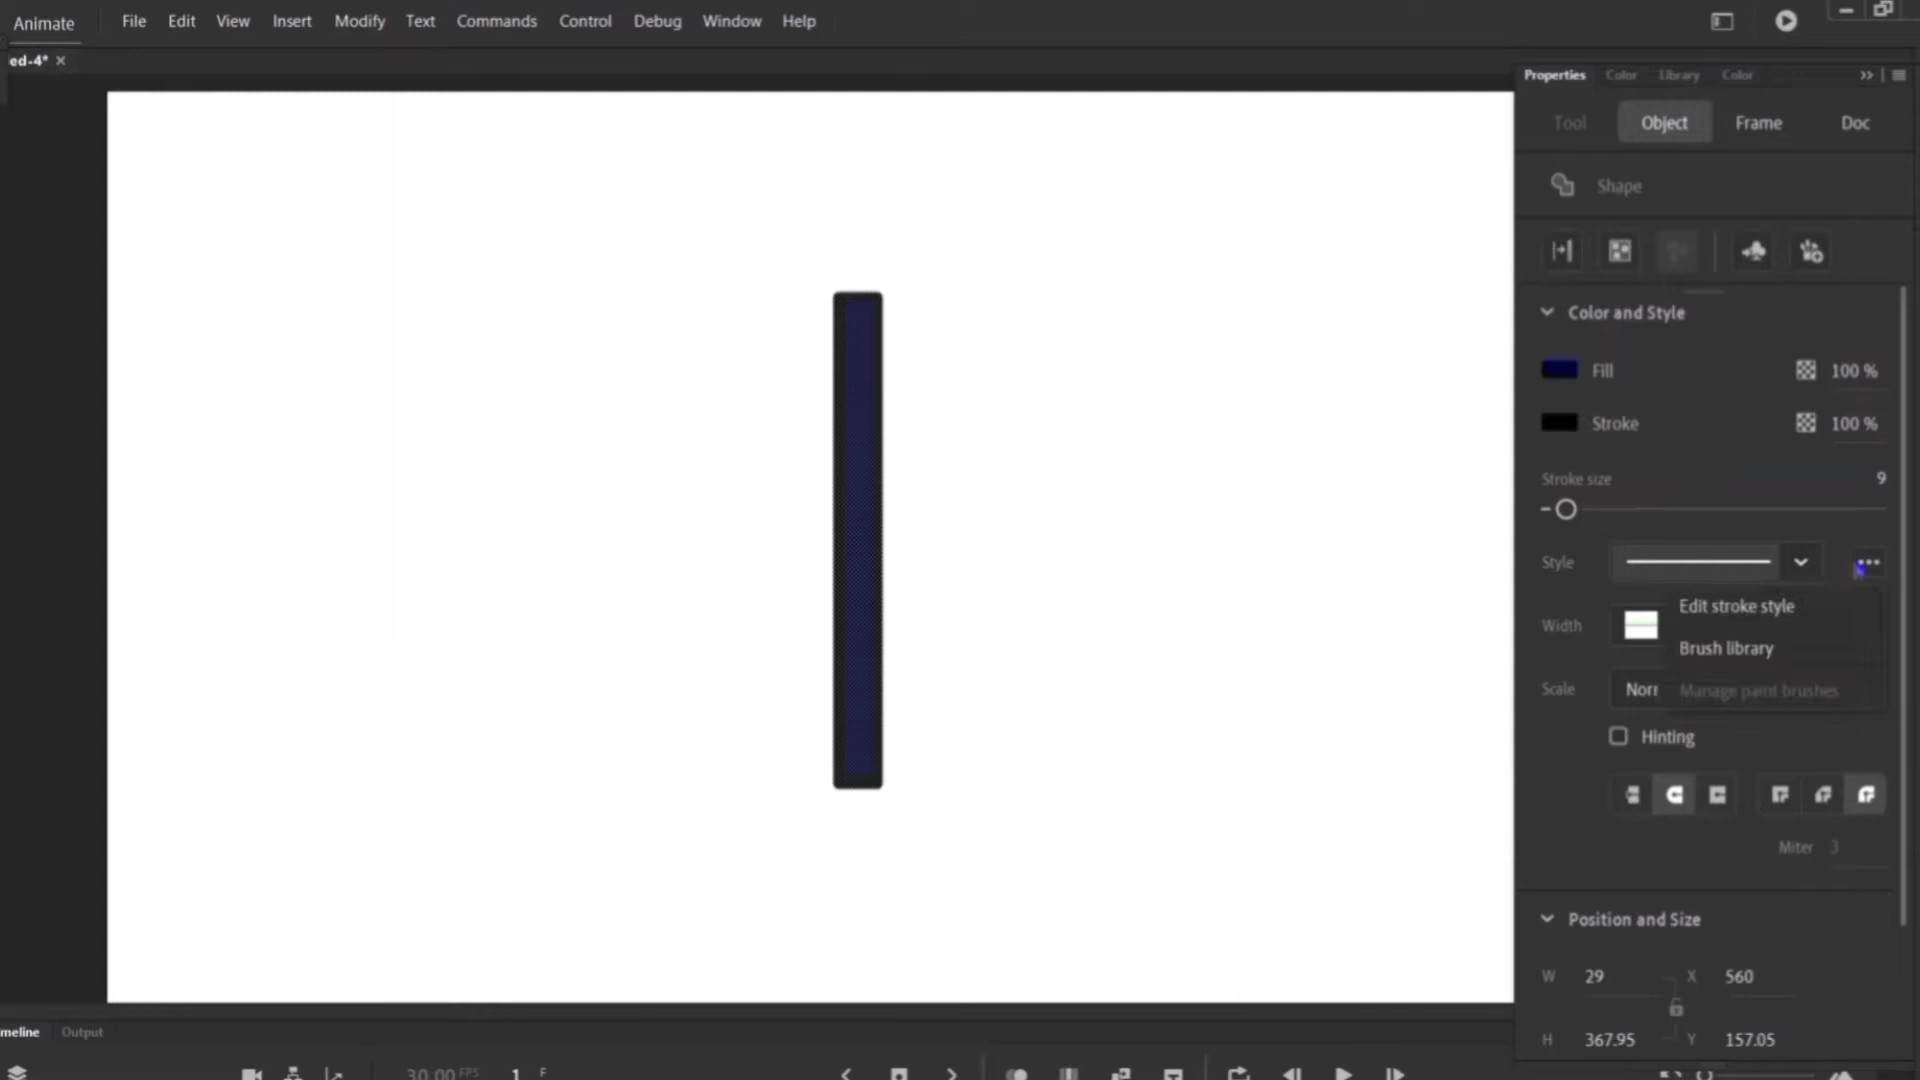 Animate File Edit View Insert Modify Text Commands Control Debug Window Help
ed-4* ×
Properties Color Library Color
Tool Object Frame Doc
Shape
Color and Style
Fill 100 %
Stroke 100 %
Stroke size 9
Style
Edit stroke style
Width
Brush library
Scale Norr Manage paint brushes
Hinting
Miter 3
Position and Size
W 29 X 560
H 367.95 Y 157.05
meline Output
30.00 FPS 1 F